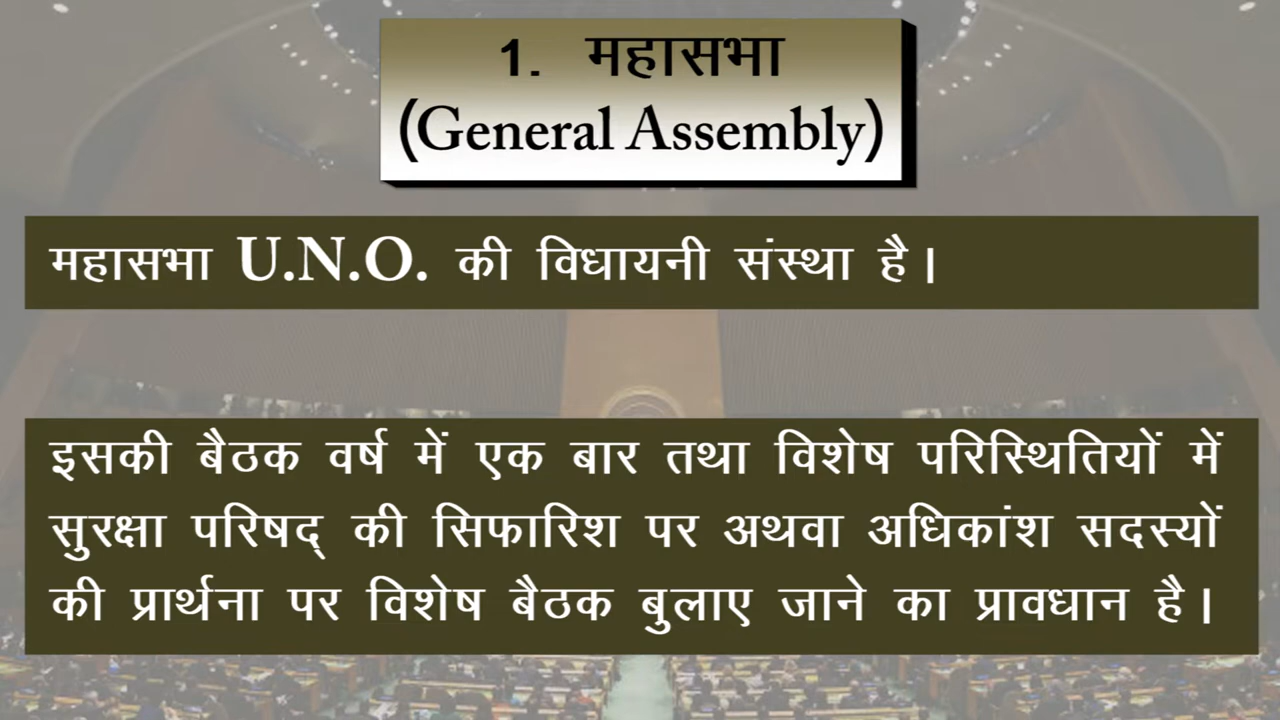 1. महासभा
(General Assembly)
महासभा U.N.O. की विधायनी संस्था है।
इसकी बैठक वर्ष में एक बार तथा विशेष परिस्थितियों में
सुरक्षा परिषद् की सिफारिश पर अथवा अधिकांश सदस्यों
की प्रार्थना पर विशेष बैठक बुलाए जाने का प्रावधान है।